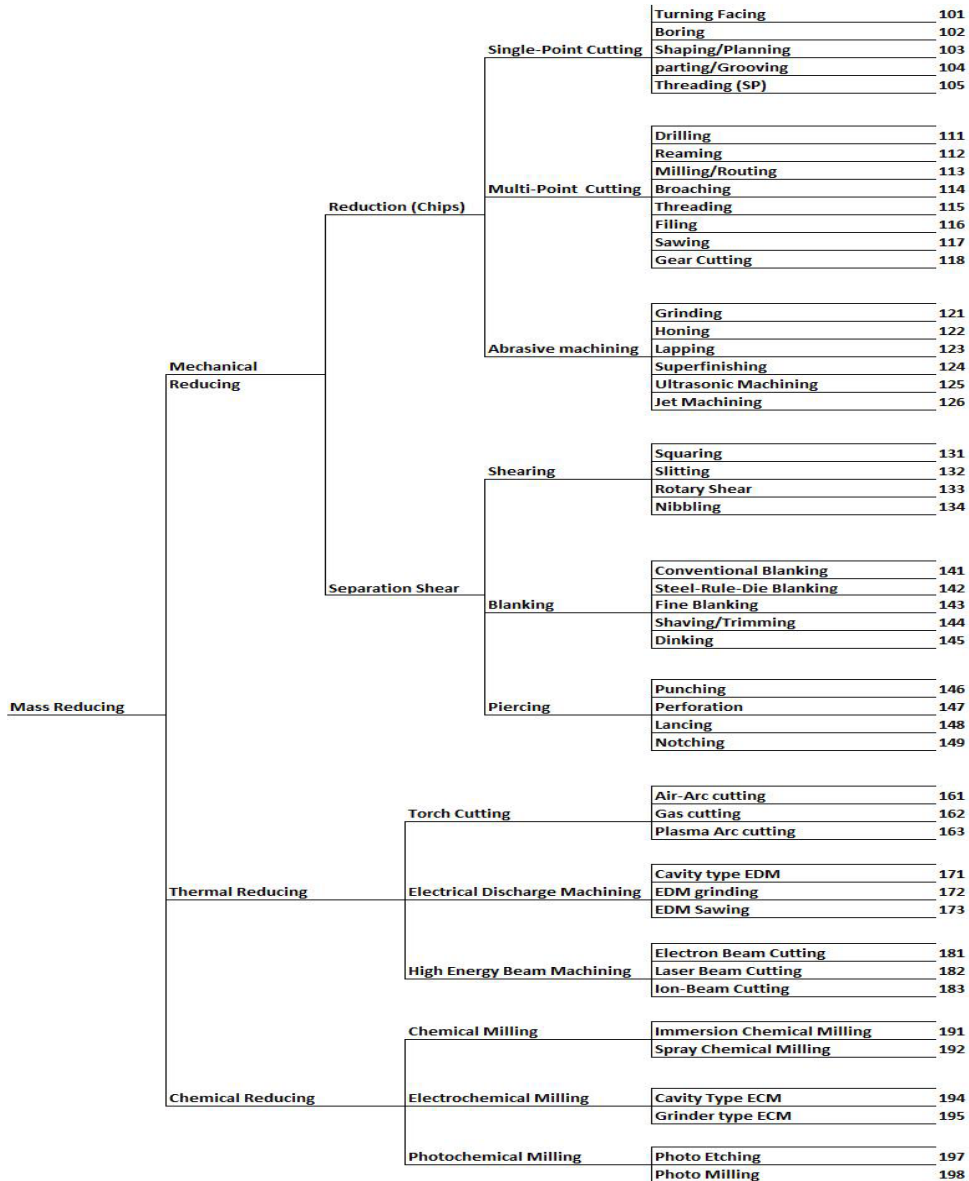 Turning Facing 101
Boring 102
Single-Point Cutting Shaping/Planning 103
parting/Grooving 104
Threading (SP) 105
Drilling 111
Reaming 112
Milling/Routing 113
Multi-Point Cutting Broaching 114
Reduction (Chips) Threading 115
Filing 116
Sawing 117
Gear Cutting 118
Grinding 121
Honing 122
Abrasive machining Lapping 123
Mechanical Superfinishing 124
Reducing Ultrasonic Machining 125
Jet Machining 126
Squaring 131
Shearing Slitting 132
Rotary Shear 133
Nibbling 134
Conventional Blanking 141
Separation Shear Steel-Rule-Die Blanking 142
Blanking Fine Blanking 143
Shaving/Trimming 144
Dinking 145
Punching 146
Mass Reducing Piercing Perforation 147
Lancing 148
Notching 149
Air-Arc cutting 161
Torch Cutting Gas cutting 162
Plasma Arc cutting 163
Cavity type EDM 171
Thermal Reducing Electrical Discharge Machining EDM grinding 172
EDM Sawing 173
Electron Beam Cutting 181
High Energy Beam Machining Laser Beam Cutting 182
Ion-Beam Cutting 183
Chemical Milling Immersion Chemical Milling 191
Spray Chemical Milling 192
Chemical Reducing Electrochemical Milling Cavity Type ECM 194
Grinder type ECM 195
Photochemical Milling Photo Etching 197
Photo Milling 198